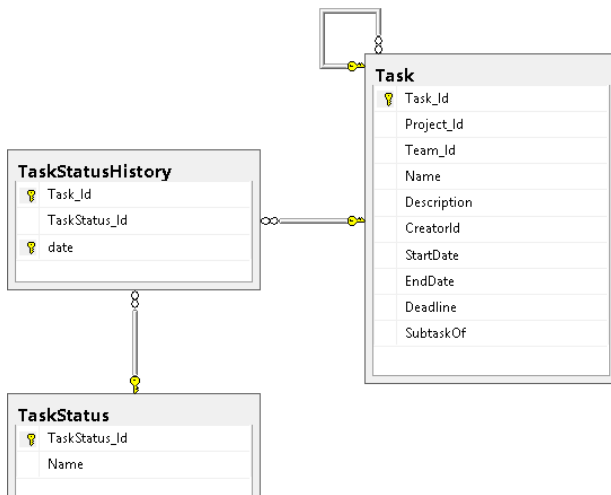 Task
Task_Id
Project_Id
Team_Id
Name
Description
CreatorId
StartDate
EndDate
Deadline
SubtaskOf
TaskStatusHistory
Task_Id
TaskStatus_Id
date
TaskStatus
TaskStatus_Id
Name